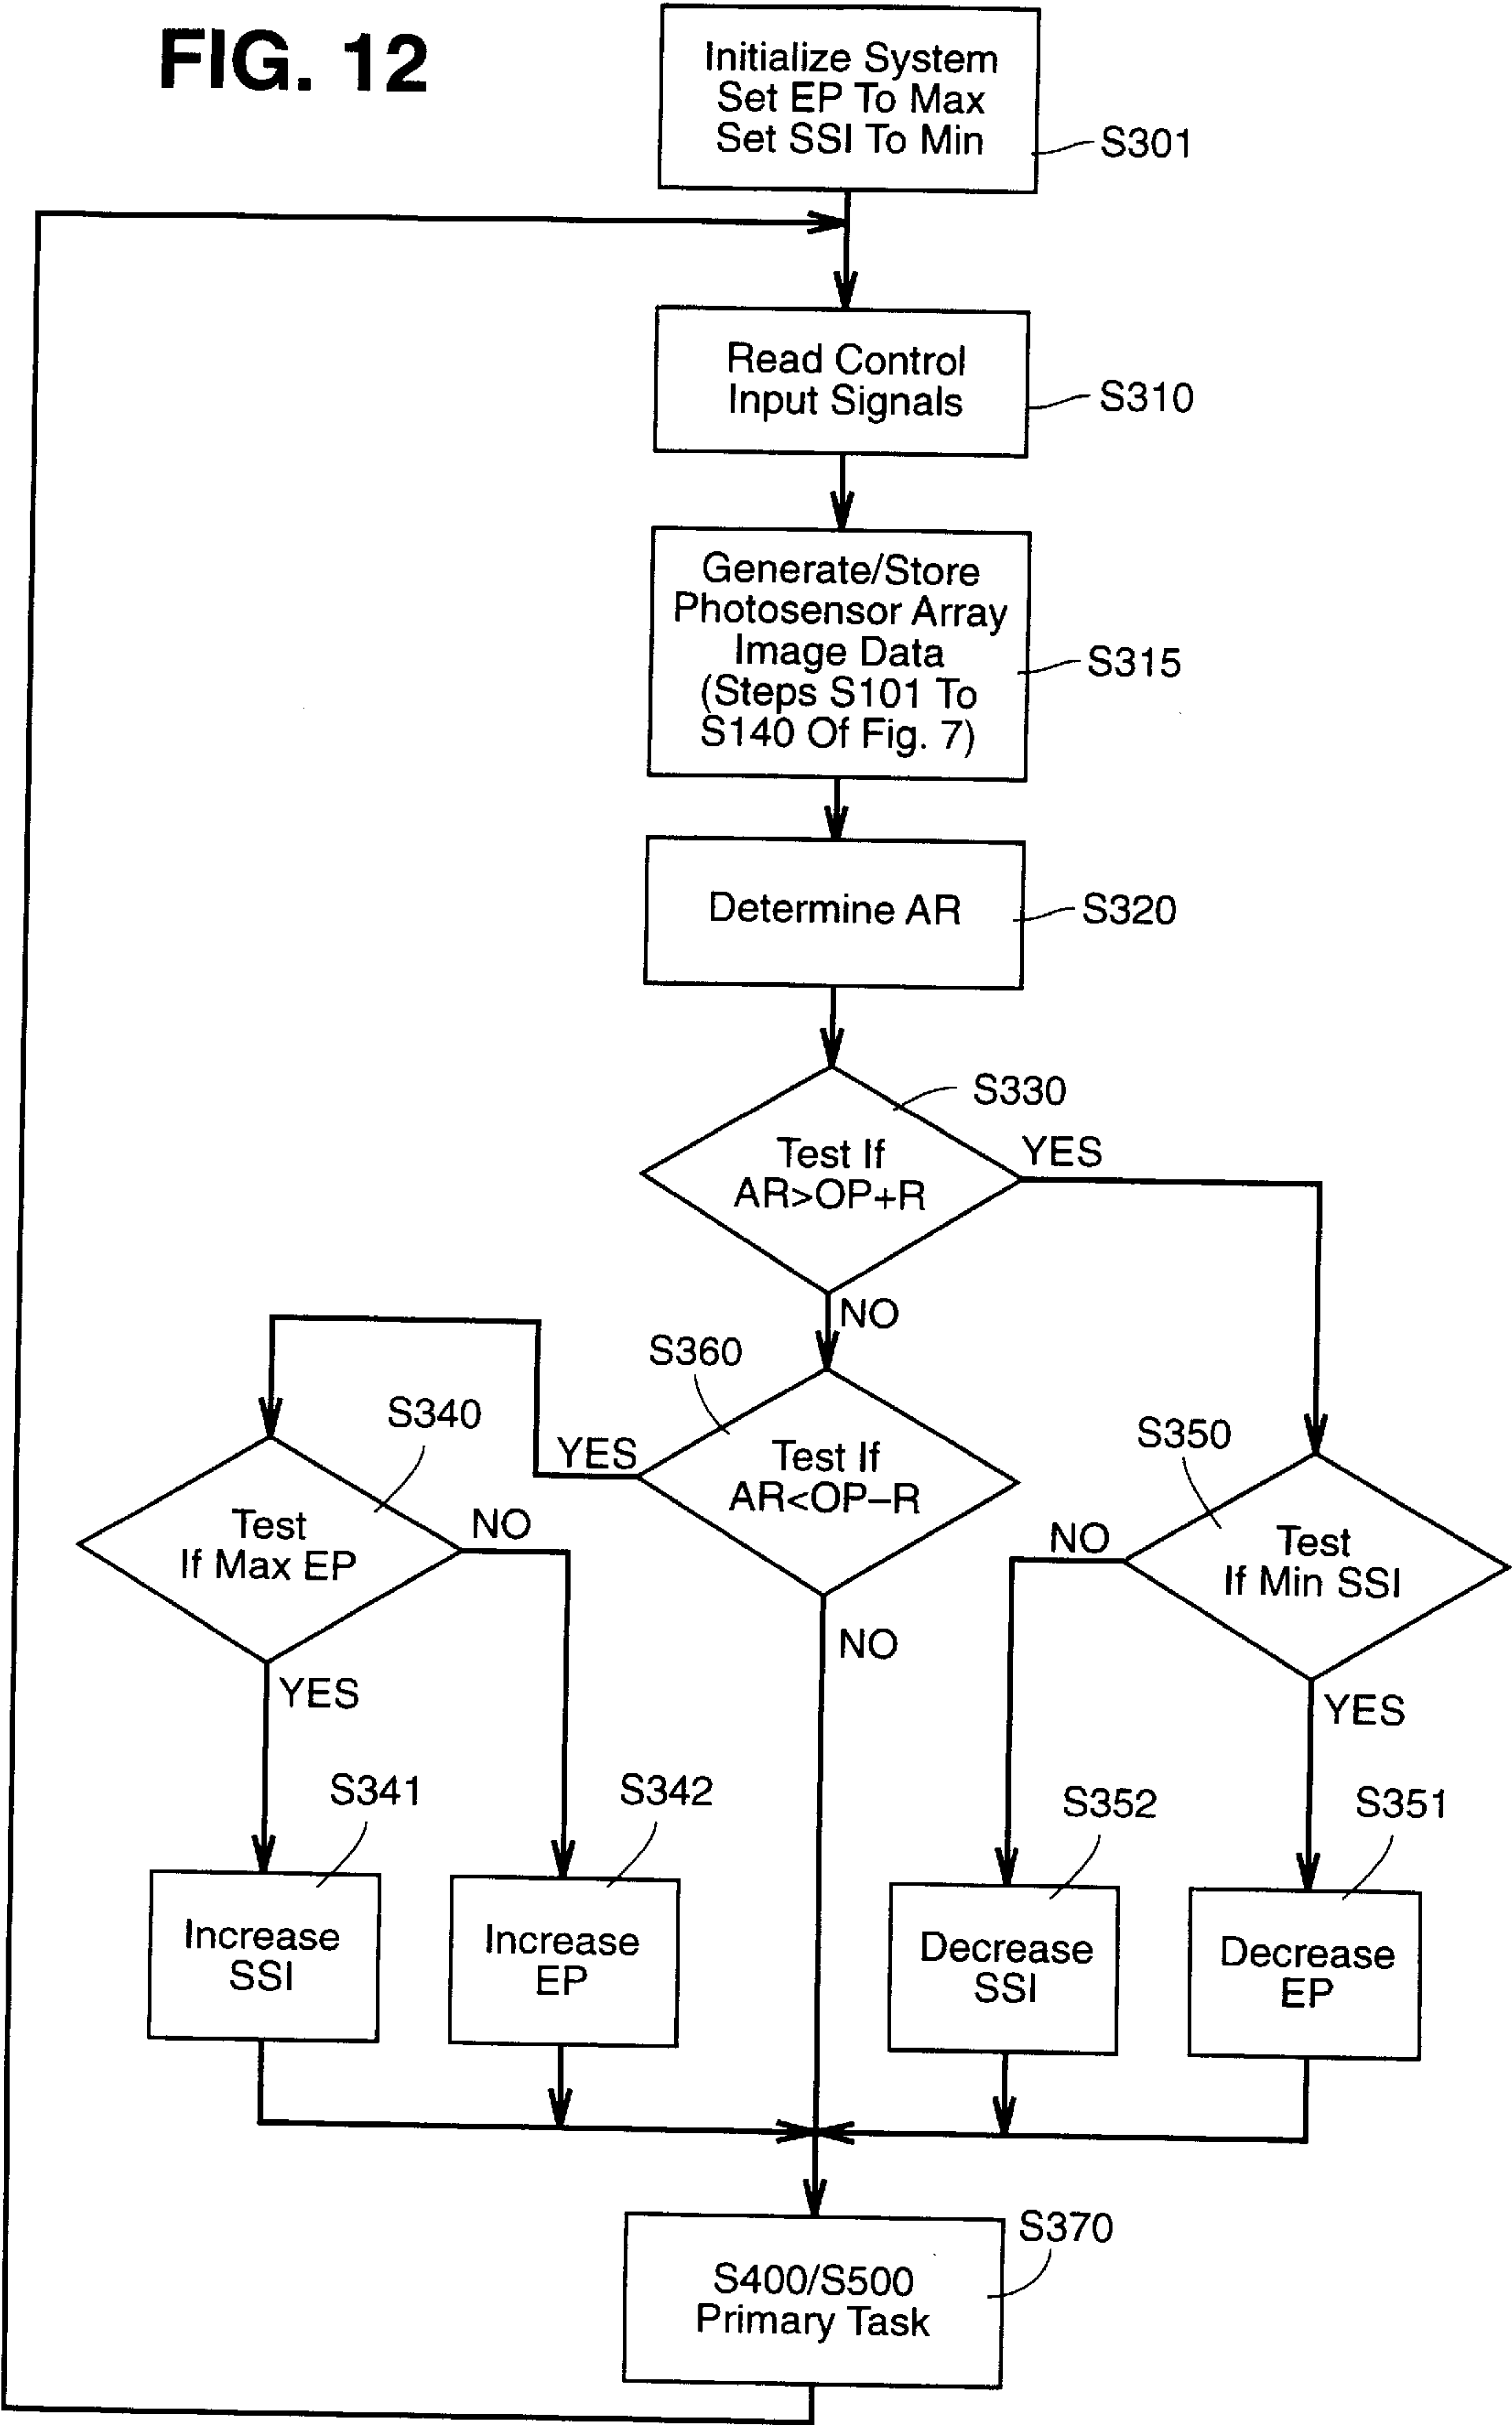 FIG. 12
Initialize System
Set EP To Max
Set SSI To Min
S301
Read Control
Input Signals
S310
Generate/Store
Photosensor Array
Image Data
(Steps S101 To
S140 Of Fig. 7)
S315
Determine AR
S320
S330
Test If
AR>OP+R
YES
NO
S360
Test If
AR<OP−R
YES
NO
S340
Test
If Max EP
NO
YES
S350
Test
If Min SSI
NO
YES
S341
Increase
SSI
S342
Increase
EP
S352
Decrease
SSI
S351
Decrease
EP
S370
S400/S500
Primary Task